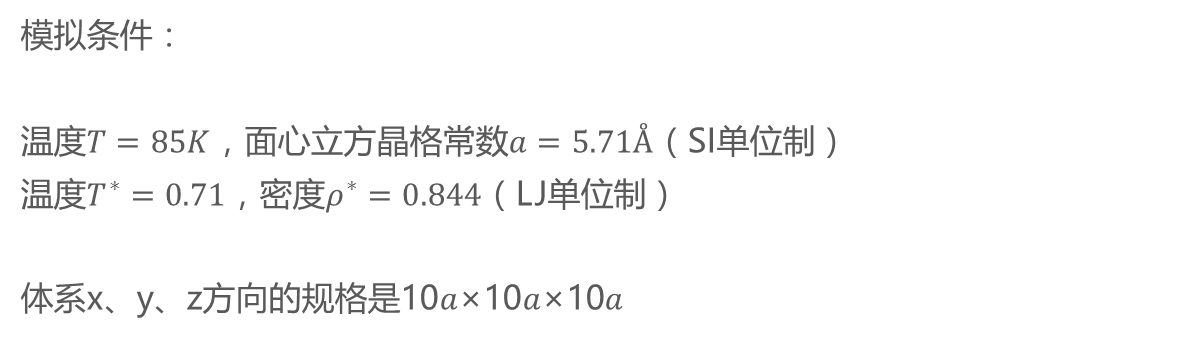 模拟条件：
温度T = 85K，面心立方晶格常数a = 5.71Å（SI单位制）
温度T* = 0.71，密度ρ* = 0.844（LJ单位制）
体系x、y、z方向的规格是10a×10a×10a